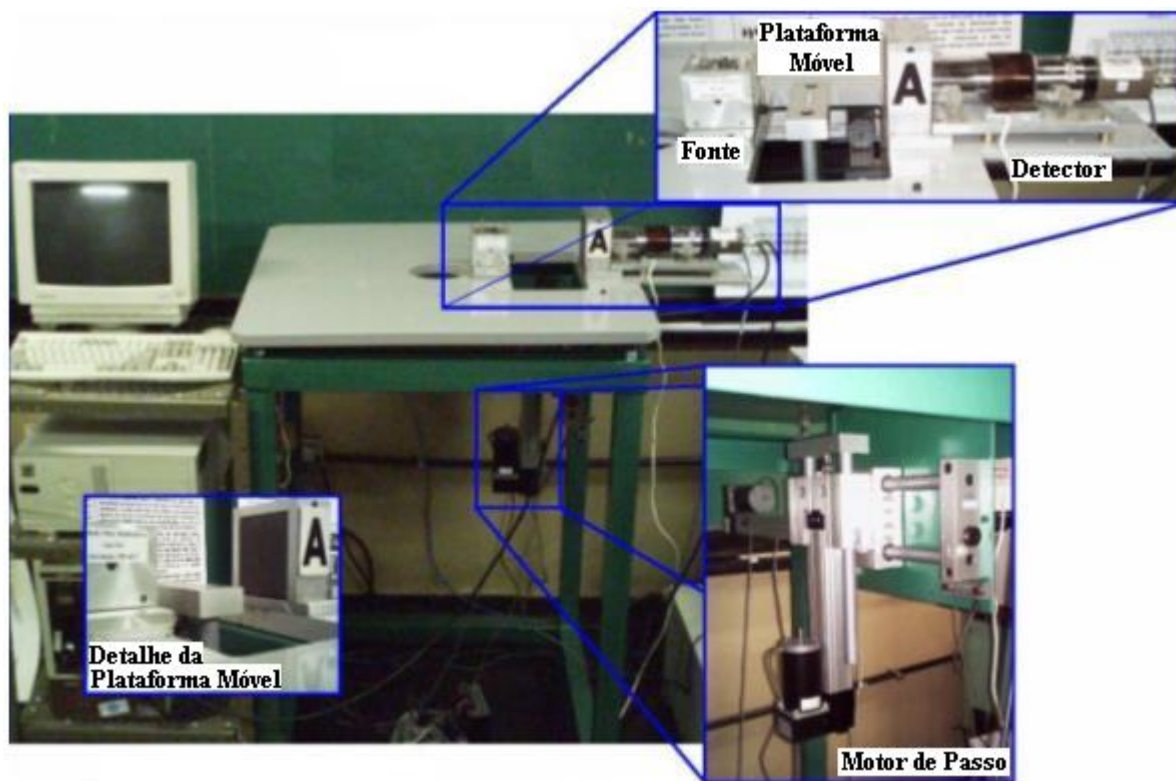 Plataforma
Móvel
A
Fonte
Detector
A
A
Detalhe da
Plataforma Móvel
Motor de Passo